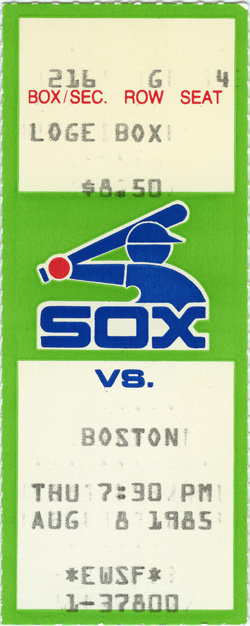 216 G 4
BOX/SEC. ROW SEAT
LOGE BOX
$8.50
SOX
VS.
BOSTON
THU 7:30 PM
AUG 8 1985
*EWSF*
1-37800